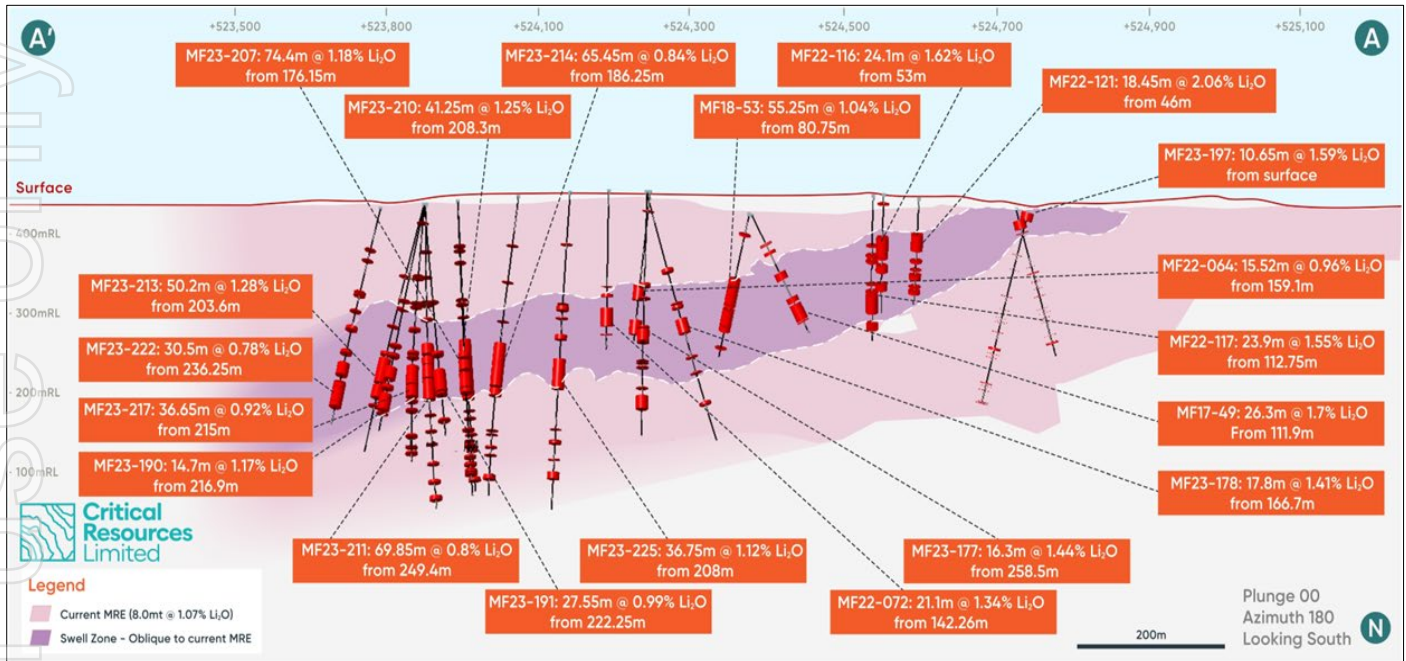 +523,500
+523,800
+524,100
+524,300
+524,500
+524,700
+524,900
+525,100
A'
A
MF23-207: 74.4m @ 1.18% Li₂O
from 176.15m
MF23-214: 65.45m @ 0.84% Li₂O
from 186.25m
MF22-116: 24.1m @ 1.62% Li₂O
from 53m
MF22-121: 18.45m @ 2.06% Li₂O
from 46m
MF23-210: 41.25m @ 1.25% Li₂O
from 208.3m
MF18-53: 55.25m @ 1.04% Li₂O
from 80.75m
MF23-197: 10.65m @ 1.59% Li₂O
from surface
Surface
400mRL
300mRL
200mRL
100mRL
MF23-213: 50.2m @ 1.28% Li₂O
from 203.6m
MF23-222: 30.5m @ 0.78% Li₂O
from 236.25m
MF23-217: 36.65m @ 0.92% Li₂O
from 215m
MF23-190: 14.7m @ 1.17% Li₂O
from 216.9m
MF22-064: 15.52m @ 0.96% Li₂O
from 159.1m
MF22-117: 23.9m @ 1.55% Li₂O
from 112.75m
MF17-49: 26.3m @ 1.7% Li₂O
From 111.9m
MF23-178: 17.8m @ 1.41% Li₂O
from 166.7m
MF23-211: 69.85m @ 0.8% Li₂O
from 249.4m
MF23-225: 36.75m @ 1.12% Li₂O
from 208m
MF23-177: 16.3m @ 1.44% Li₂O
from 258.5m
MF23-191: 27.55m @ 0.99% Li₂O
from 222.25m
MF22-072: 21.1m @ 1.34% Li₂O
from 142.26m
Critical
Resources
Limited
Legend
Current MRE (8.0mt @ 1.07% Li₂O)
Swell Zone - Oblique to current MRE
200m
Plunge 00
Azimuth 180
Looking South
N